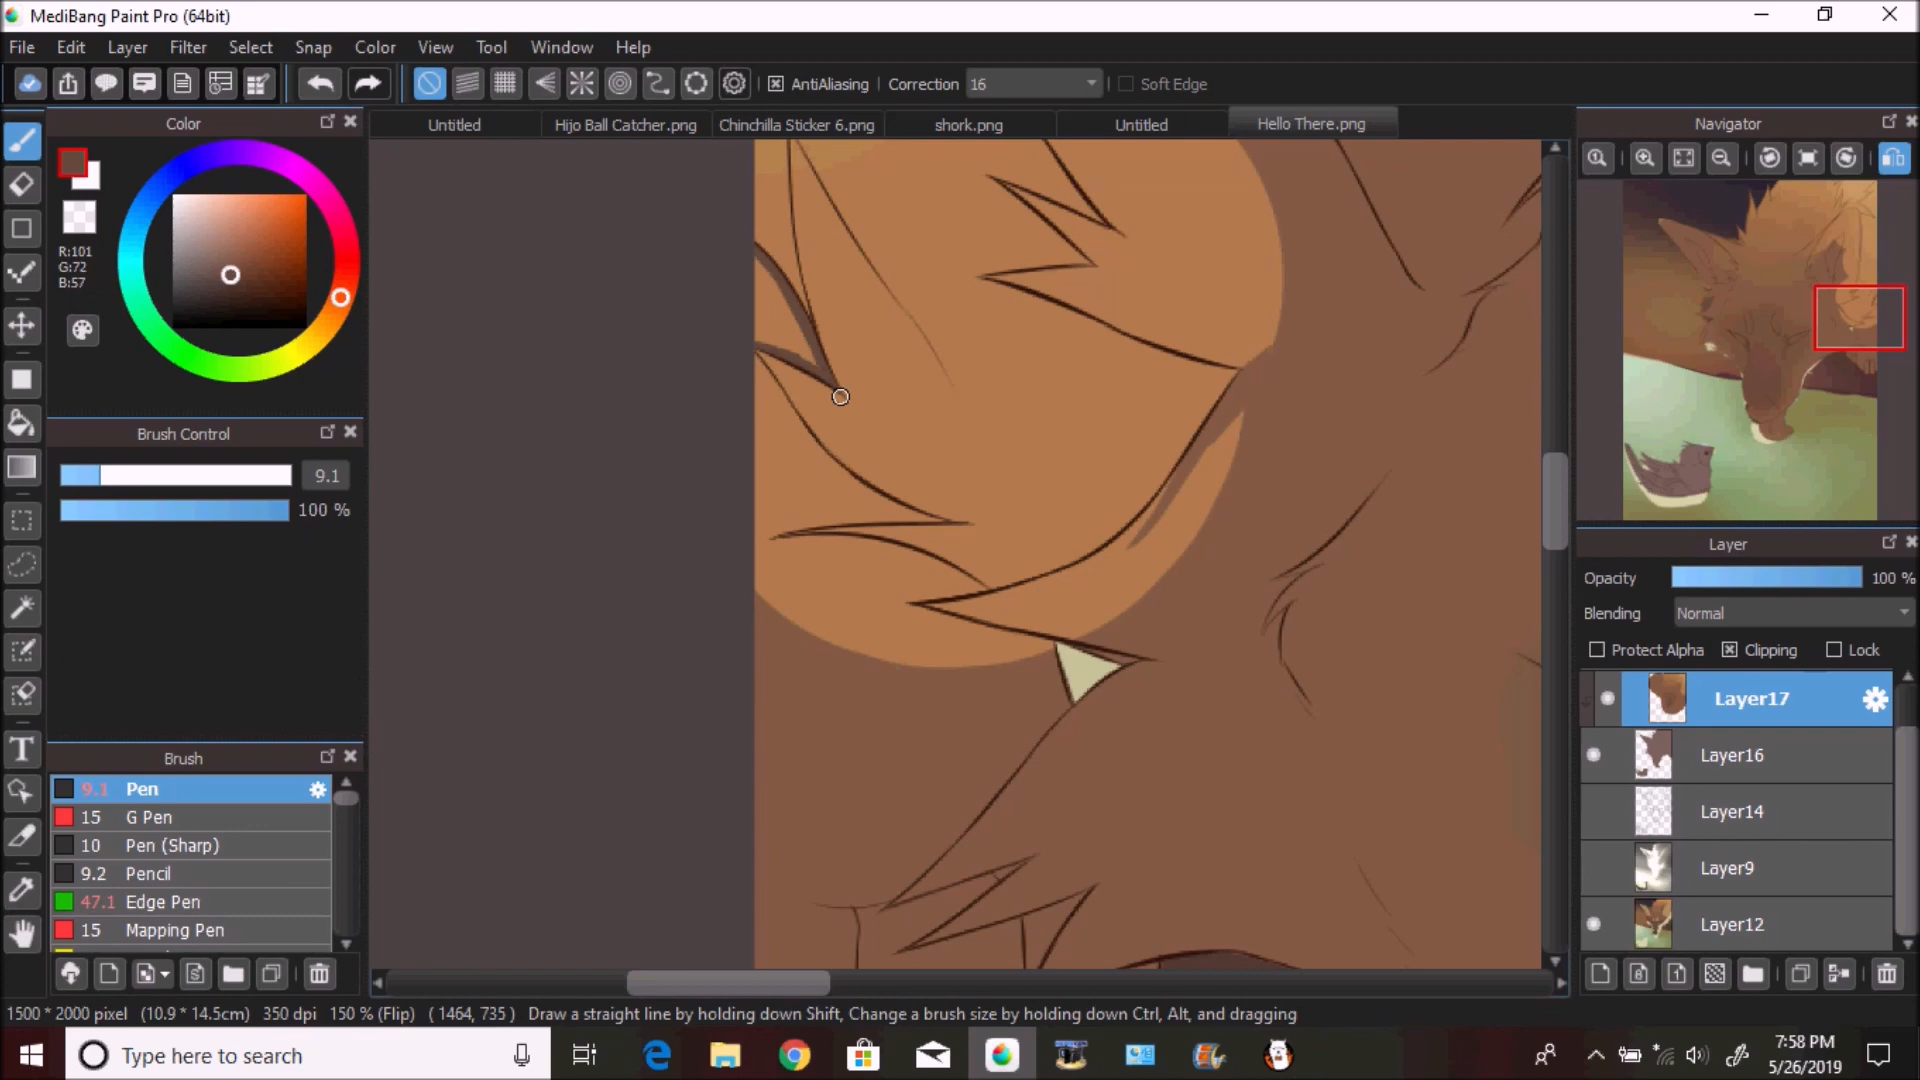 MediBang Paint Pro (64bit)
File Edit Layer Filter Select Snap Color View Tool Window Help
AntiAliasing Correction 16 Soft Edge
Color
Untitled Hijo Ball Catcher.png Chinchilla Sticker 6.png shork.png Untitled Hello There.png
Navigator
R:101
G:72
B:57
Brush Control
9.1
100 %
Layer
Opacity 100 %
Blending Normal
Protect Alpha Clipping Lock
Layer17
Layer16
Layer14
Layer9
Layer12
Brush
9.1 Pen
15 G Pen
10 Pen (Sharp)
9.2 Pencil
47.1 Edge Pen
15 Mapping Pen
1500 * 2000 pixel (10.9 * 14.5cm) 350 dpi 150 % (Flip) ( 1464, 735 ) Draw a straight line by holding down Shift, Change a brush size by holding down Ctrl, Alt, and dragging
Type here to search
7:58 PM
5/26/2019